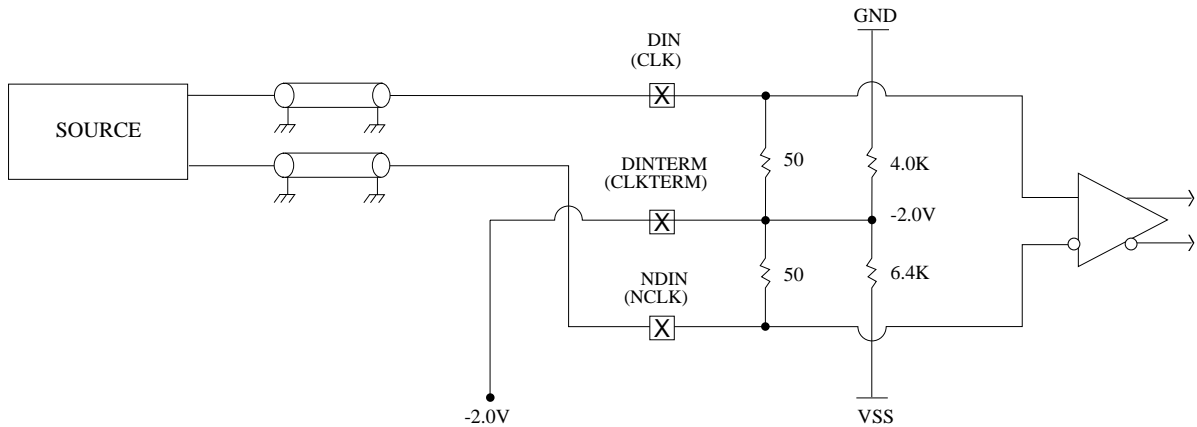 GND
DIN
(CLK)
X
SOURCE
50
4.0K
DINTERM
(CLKTERM)
X
-2.0V
50
6.4K
NDIN
(NCLK)
X
-2.0V
VSS